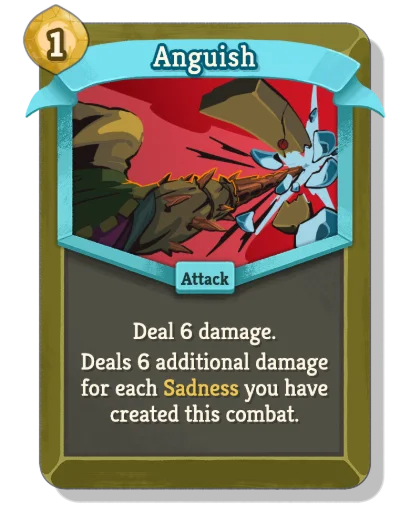 1
Anguish
Attack
Deal 6 damage.
Deals 6 additional damage
for each Sadness you have
created this combat.